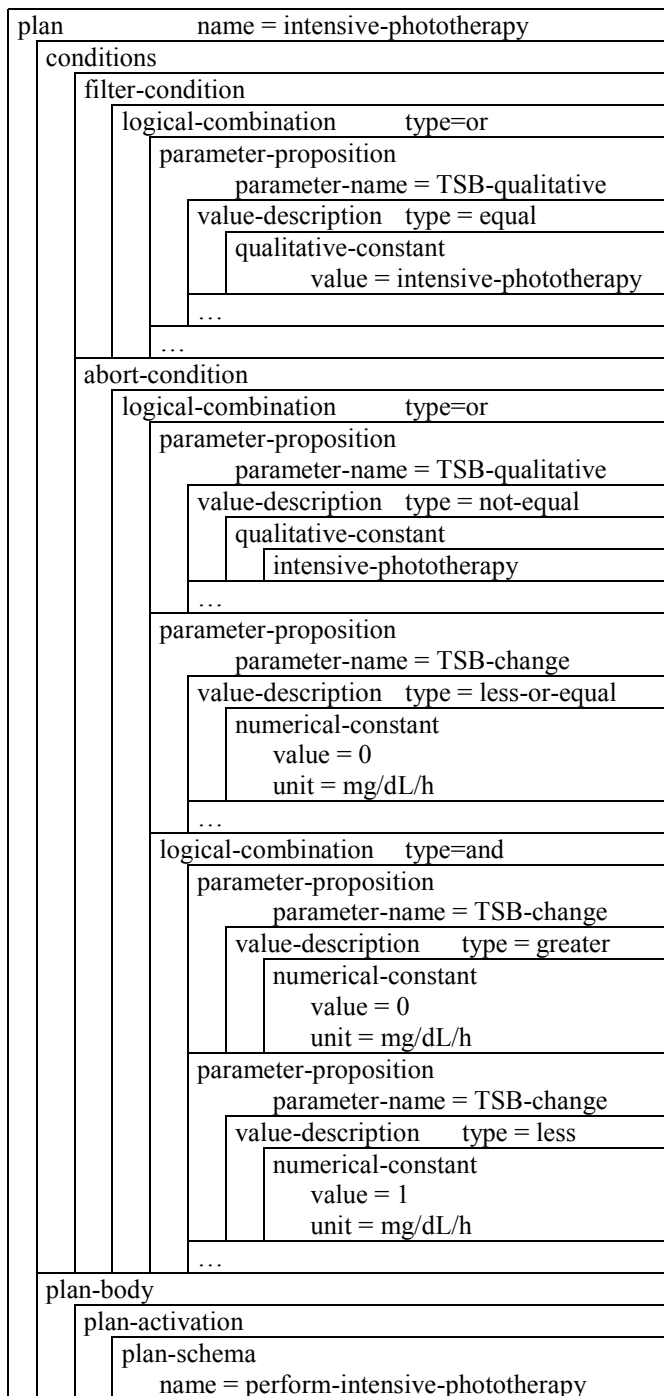 plan name = intensive-phototherapy
conditions
filter-condition
logical-combination type=or
parameter-proposition
parameter-name = TSB-qualitative
value-description type = equal
qualitative-constant
value = intensive-phototherapy
…
…
abort-condition
logical-combination type=or
parameter-proposition
parameter-name = TSB-qualitative
value-description type = not-equal
qualitative-constant
intensive-phototherapy
…
parameter-proposition
parameter-name = TSB-change
value-description type = less-or-equal
numerical-constant
value = 0
unit = mg/dL/h
…
logical-combination type=and
parameter-proposition
parameter-name = TSB-change
value-description type = greater
numerical-constant
value = 0
unit = mg/dL/h
parameter-proposition
parameter-name = TSB-change
value-description type = less
numerical-constant
value = 1
unit = mg/dL/h
…
plan-body
plan-activation
plan-schema
name = perform-intensive-phototherapy